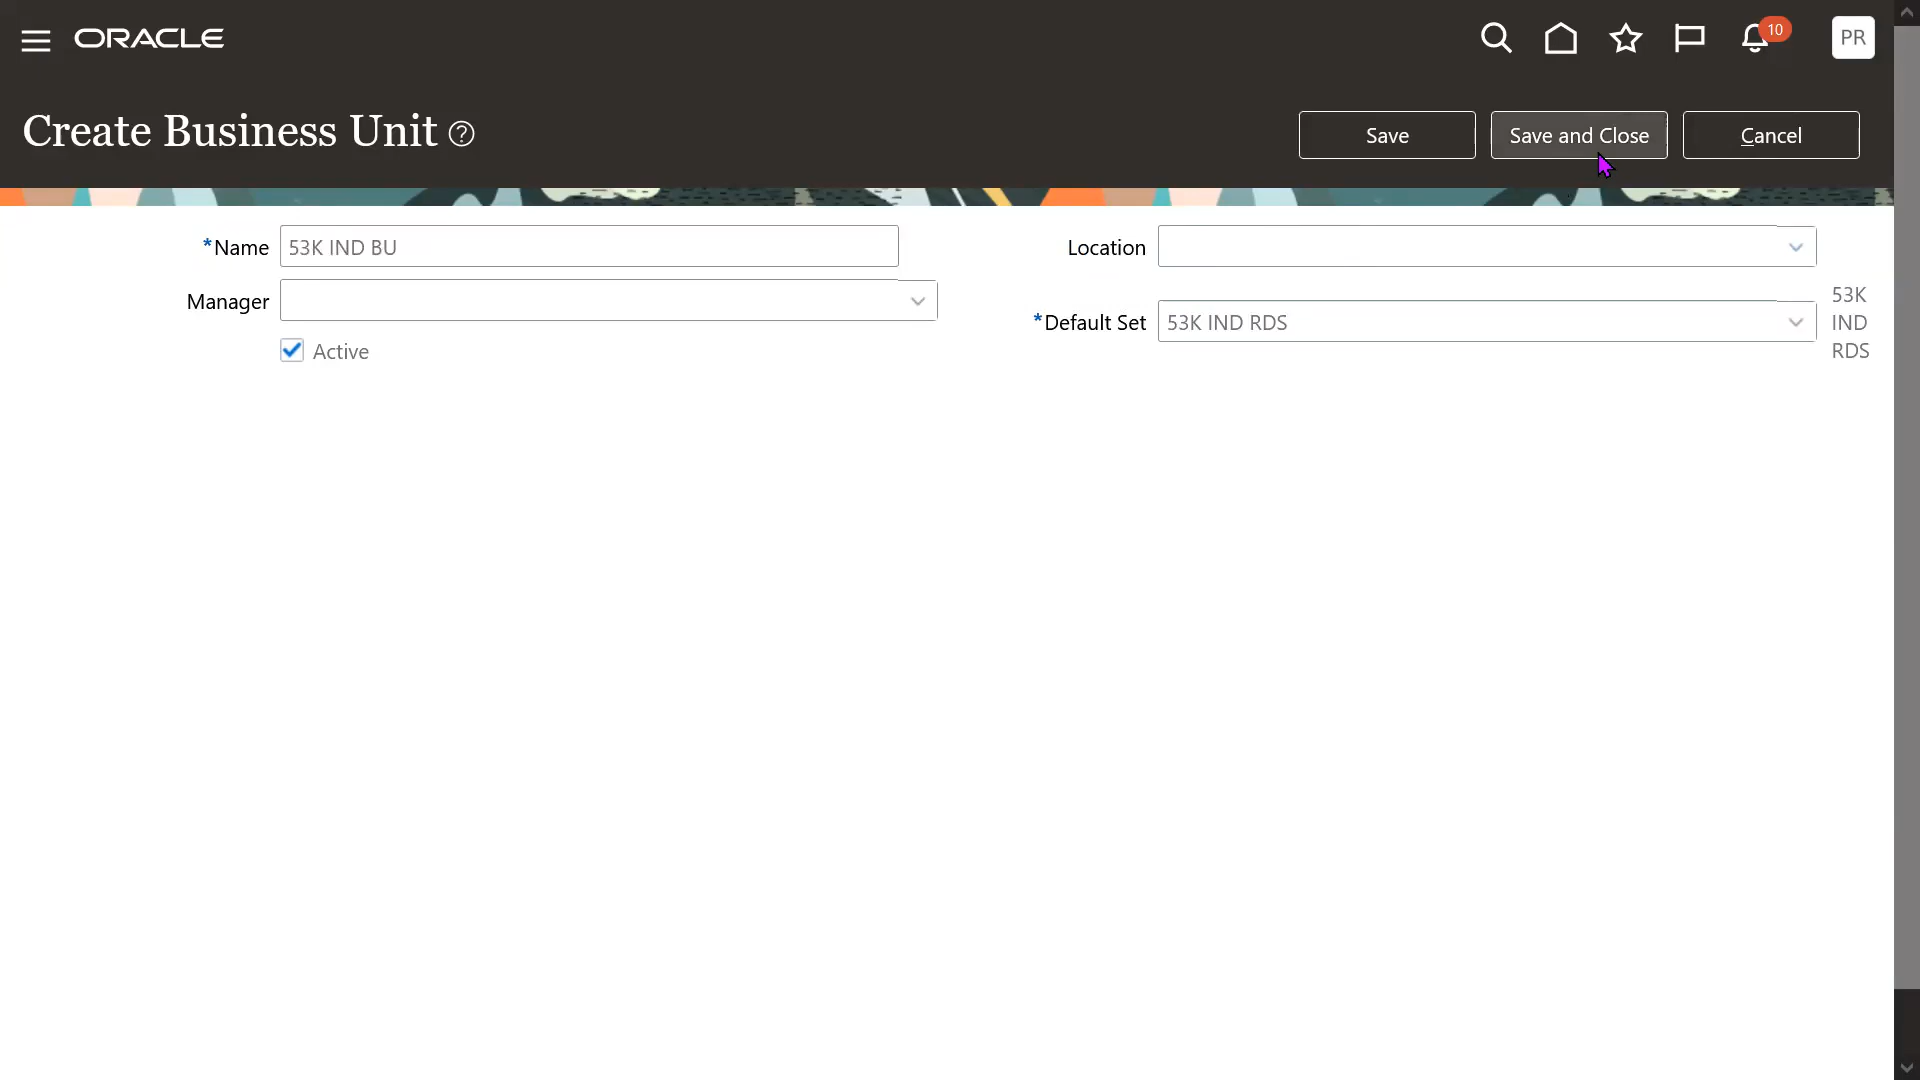 ORACLE
10
PR
Create Business Unit ?
Save
Save and Close
Cancel
*Name 53K IND BU
Location
Manager
*Default Set 53K IND RDS
53K
IND
RDS
Active